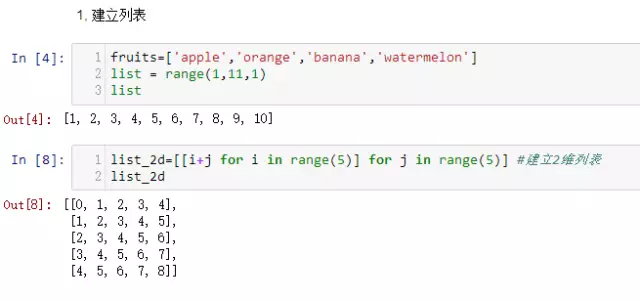 1, 建立列表
In [4]:
1 fruits=['apple','orange','banana','watermelon']
2 list = range(1,11,1)
3 list
Out[4]: [1, 2, 3, 4, 5, 6, 7, 8, 9, 10]
In [8]:
1 list_2d=[[i+j for i in range(5)] for j in range(5)] #建立2维列表
2 list_2d
Out[8]: [[0, 1, 2, 3, 4],
[1, 2, 3, 4, 5],
[2, 3, 4, 5, 6],
[3, 4, 5, 6, 7],
[4, 5, 6, 7, 8]]